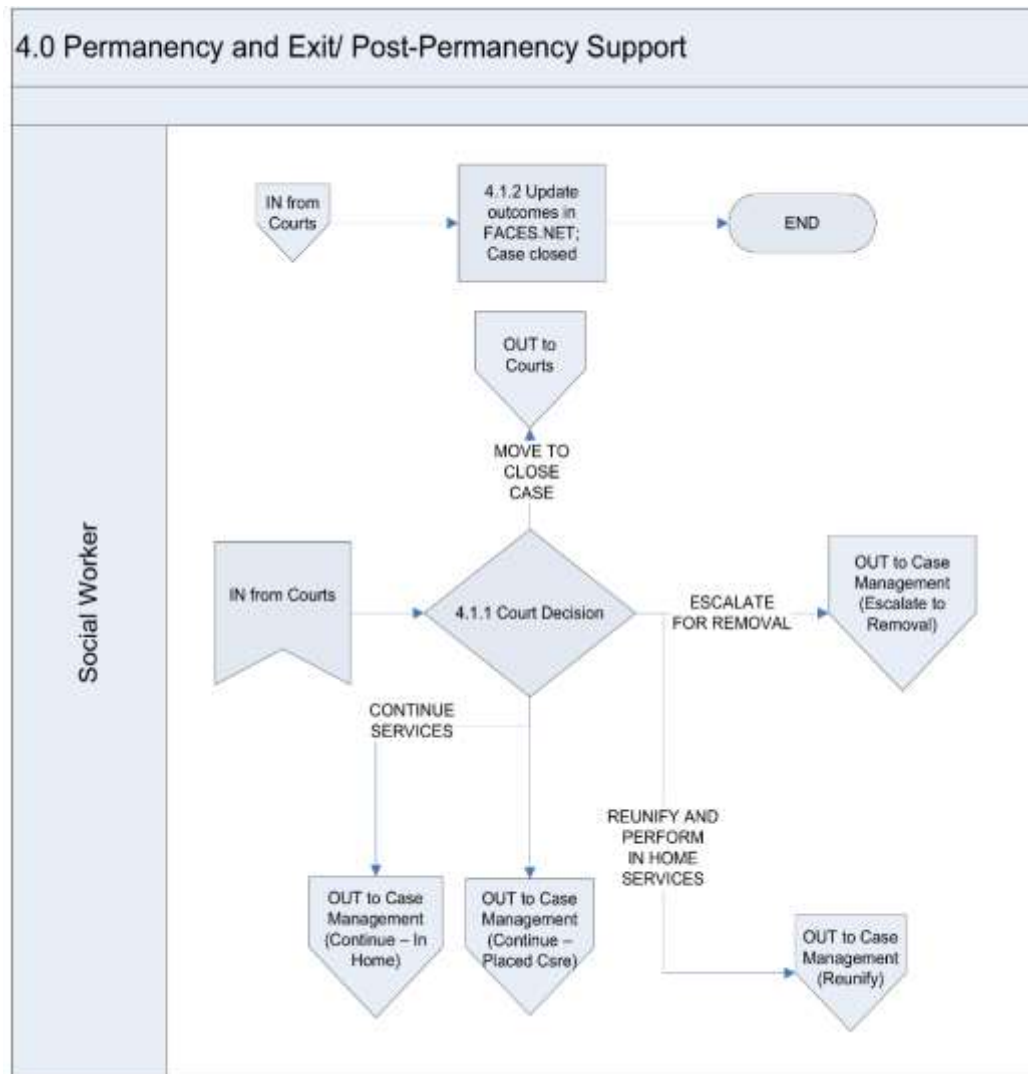 4.0 Permanency and Exit/ Post-Permanency Support
Social Worker
IN from
Courts
4.1.2 Update
outcomes in
FACES.NET;
Case closed
END
OUT to
Courts
MOVE TO
CLOSE
CASE
IN from Courts
4.1.1 Court Decision
ESCALATE
FOR REMOVAL
OUT to Case
Management
(Escalate to
Removal)
CONTINUE
SERVICES
REUNIFY AND
PERFORM
IN HOME
SERVICES
OUT to Case
Management
(Continue – In
Home)
OUT to Case
Management
(Continue –
Placed Csre)
OUT to Case
Management
(Reunify)